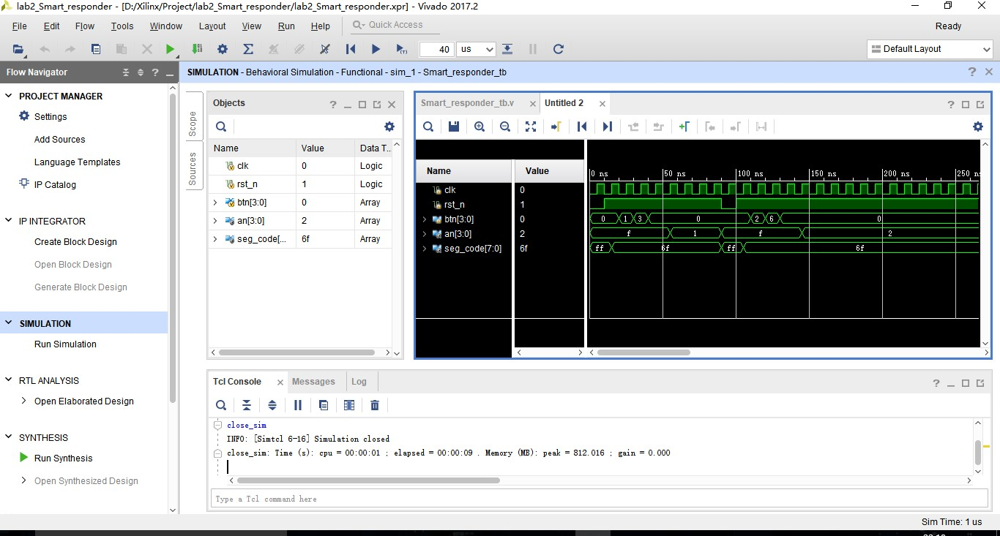 lab2_Smart_responder - [D:/Xilinx/Project/lab2_Smart_responder/lab2_Smart_responder.xpr] - Vivado 2017.2
File Edit Flow Tools Window Layout View Run Help Quick Access Ready
40 us Default Layout
Flow Navigator
PROJECT MANAGER
Settings
Add Sources
Language Templates
IP Catalog
IP INTEGRATOR
Create Block Design
Open Block Design
Generate Block Design
SIMULATION
Run Simulation
RTL ANALYSIS
Open Elaborated Design
SYNTHESIS
Run Synthesis
Open Synthesized Design
SIMULATION - Behavioral Simulation - Functional - sim_1 - Smart_responder_tb
Scope
Sources
Objects
Name Value Data T..
clk 0 Logic
rst_n 1 Logic
btn[3:0] 0 Array
an[3:0] 2 Array
seg_code[... 6f Array
Smart_responder_tb.v Untitled 2
Name Value
0 ns 50 ns 100 ns 150 ns 200 ns 250 n
clk 0
rst_n 1
btn[3:0] 0 0 1 3 0 2 6 0
an[3:0] 2 f 1 f 2
seg_code[7:0] 6f ff 6f ff 6f
Tcl Console Messages Log
close_sim
INFO: [Simtcl 6-16] Simulation closed
close_sim: Time (s): cpu = 00:00:01 ; elapsed = 00:00:09 . Memory (MB): peak = 812.016 ; gain = 0.000
Type a Tcl command here
Sim Time: 1 us